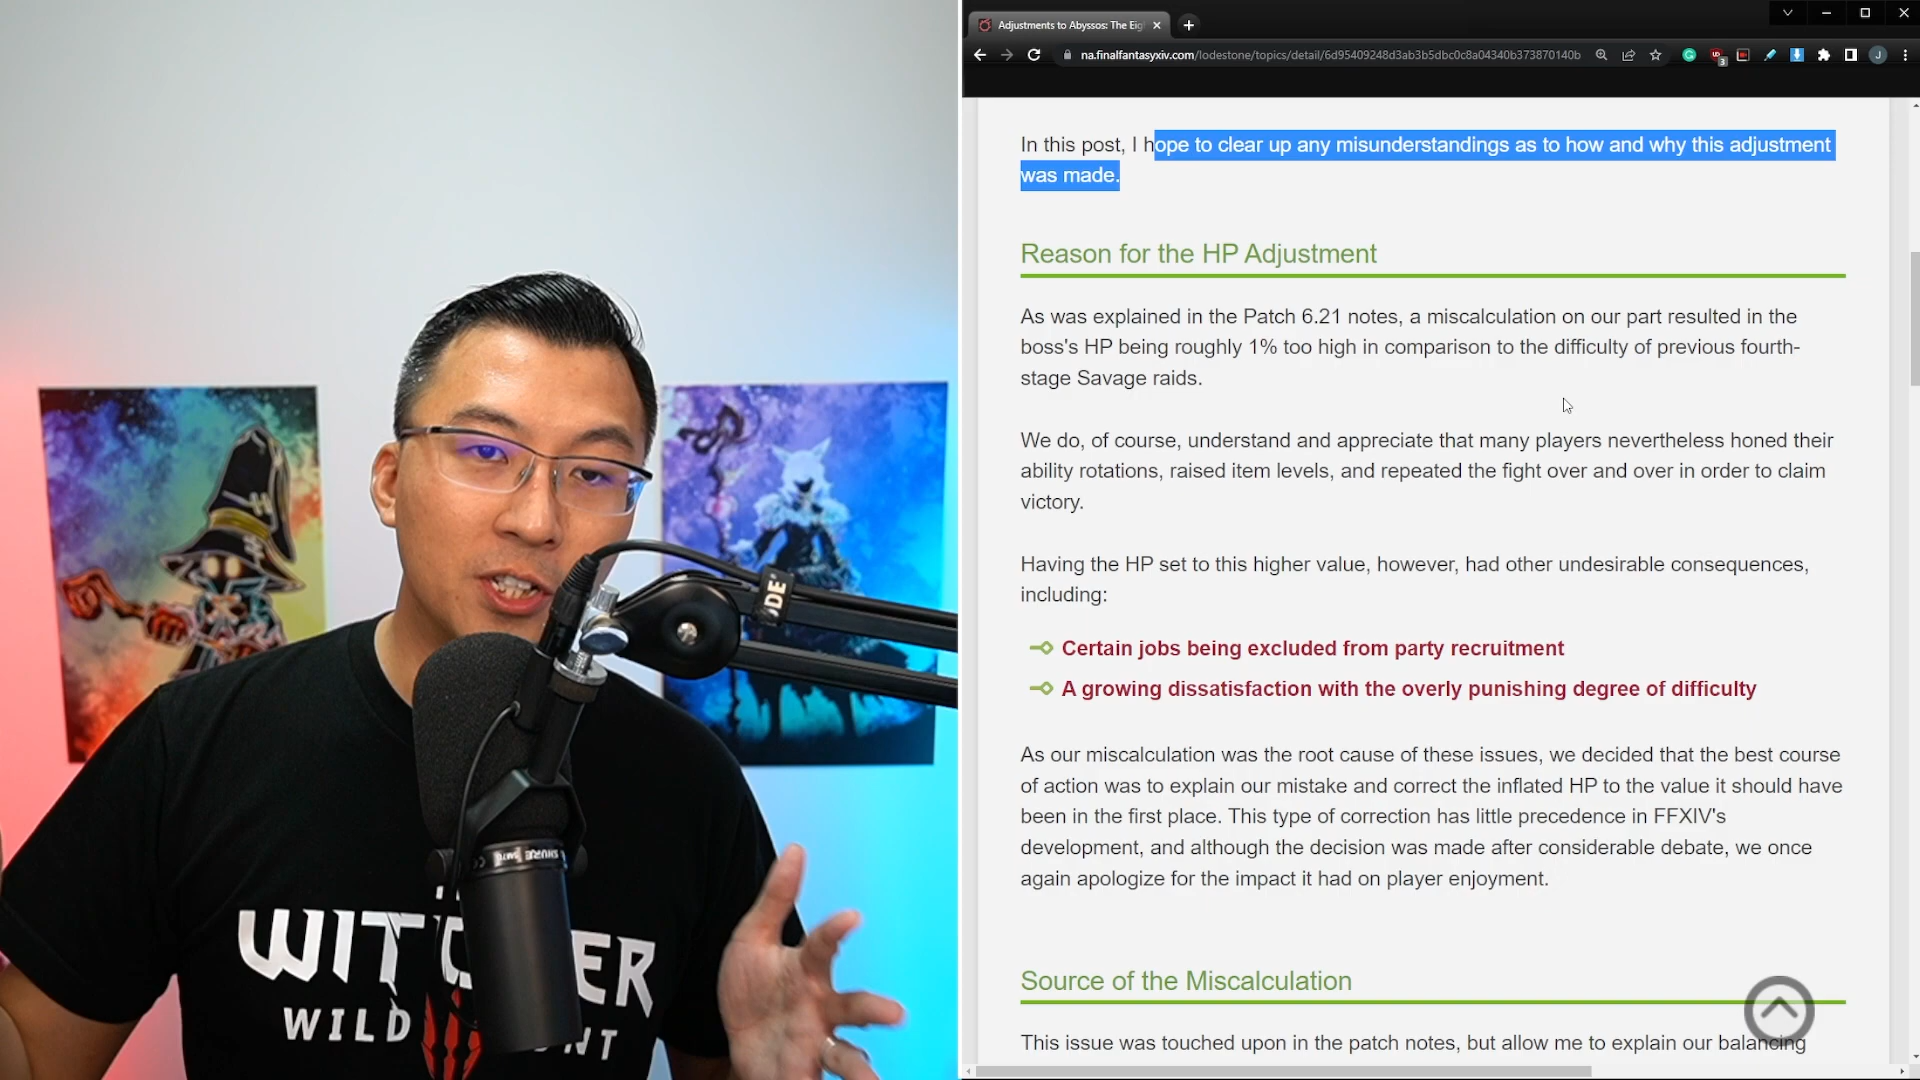 Adjustments to Abyssos: The Eig
na.finalfantasyxiv.com/lodestone/topics/detail/6d95409248d3ab3b5dbc0c8a04340b373870140b
3
J
In this post, I hope to clear up any misunderstandings as to how and why this adjustment
was made.
Reason for the HP Adjustment
As was explained in the Patch 6.21 notes, a miscalculation on our part resulted in the
boss's HP being roughly 1% too high in comparison to the difficulty of previous fourth-
stage Savage raids.
We do, of course, understand and appreciate that many players nevertheless honed their
ability rotations, raised item levels, and repeated the fight over and over in order to claim
victory.
Having the HP set to this higher value, however, had other undesirable consequences,
including:
Certain jobs being excluded from party recruitment
A growing dissatisfaction with the overly punishing degree of difficulty
As our miscalculation was the root cause of these issues, we decided that the best course
of action was to explain our mistake and correct the inflated HP to the value it should have
been in the first place. This type of correction has little precedence in FFXIV's
development, and although the decision was made after considerable debate, we once
again apologize for the impact it had on player enjoyment.
Source of the Miscalculation
This issue was touched upon in the patch notes, but allow me to explain our balancing
ODE
SHURE
WITC ER
WILD NT